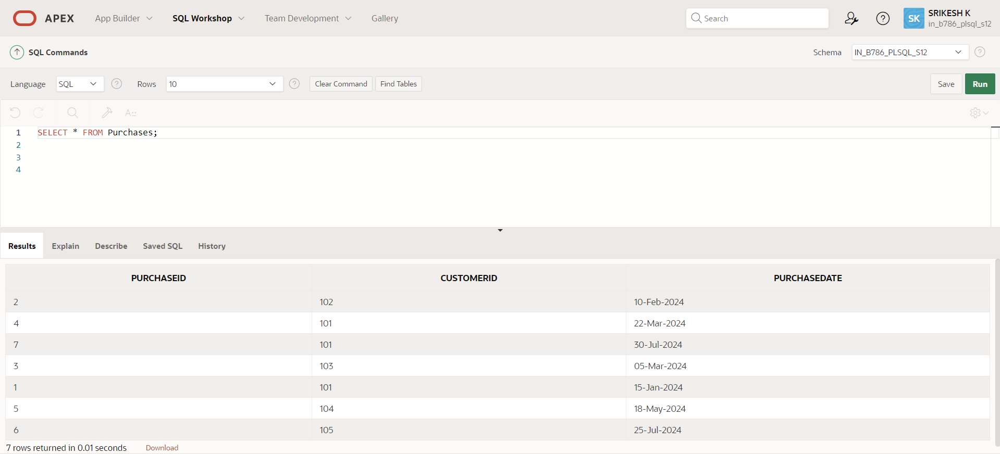 APEX App Builder SQL Workshop Team Development Gallery Search ? SK SRIKESH K
in_b786_plsql_s12
SQL Commands Schema IN_B786_PLSQL_S12 ?
Language SQL ? Rows 10 ? Clear Command Find Tables Save Run
A
1 SELECT * FROM Purchases;
2
3
4
Results Explain Describe Saved SQL History
PURCHASEID CUSTOMERID PURCHASEDATE
2 102 10-Feb-2024
4 101 22-Mar-2024
7 101 30-Jul-2024
3 103 05-Mar-2024
1 101 15-Jan-2024
5 104 18-May-2024
6 105 25-Jul-2024
7 rows returned in 0.01 seconds Download